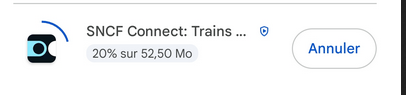 SNCF Connect: Trains ...
20% sur 52,50 Mo
Annuler